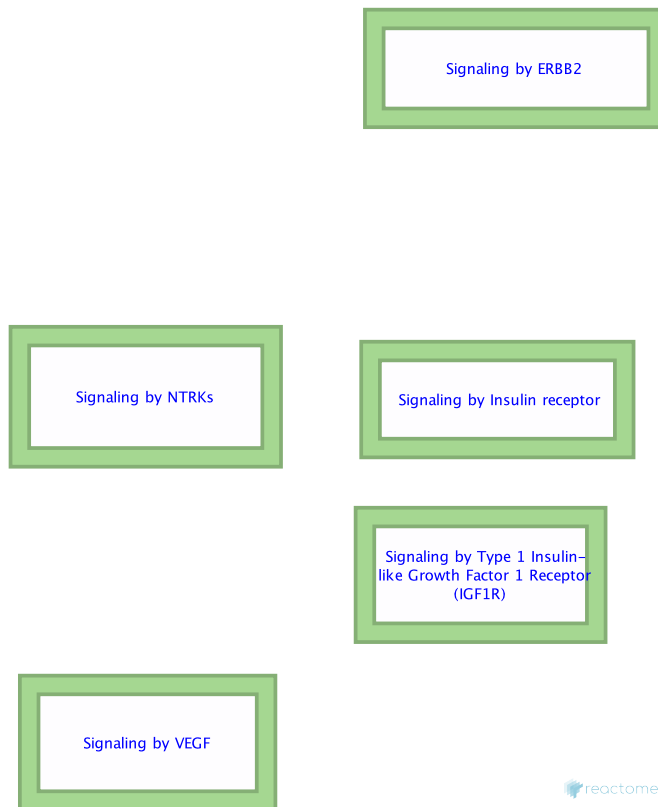 Signaling by ERBB2
Signaling by NTRKs
Signaling by Insulin receptor
Signaling by Type 1 Insulin-
like Growth Factor 1 Receptor
(IGF1R)
Signaling by VEGF
reactome